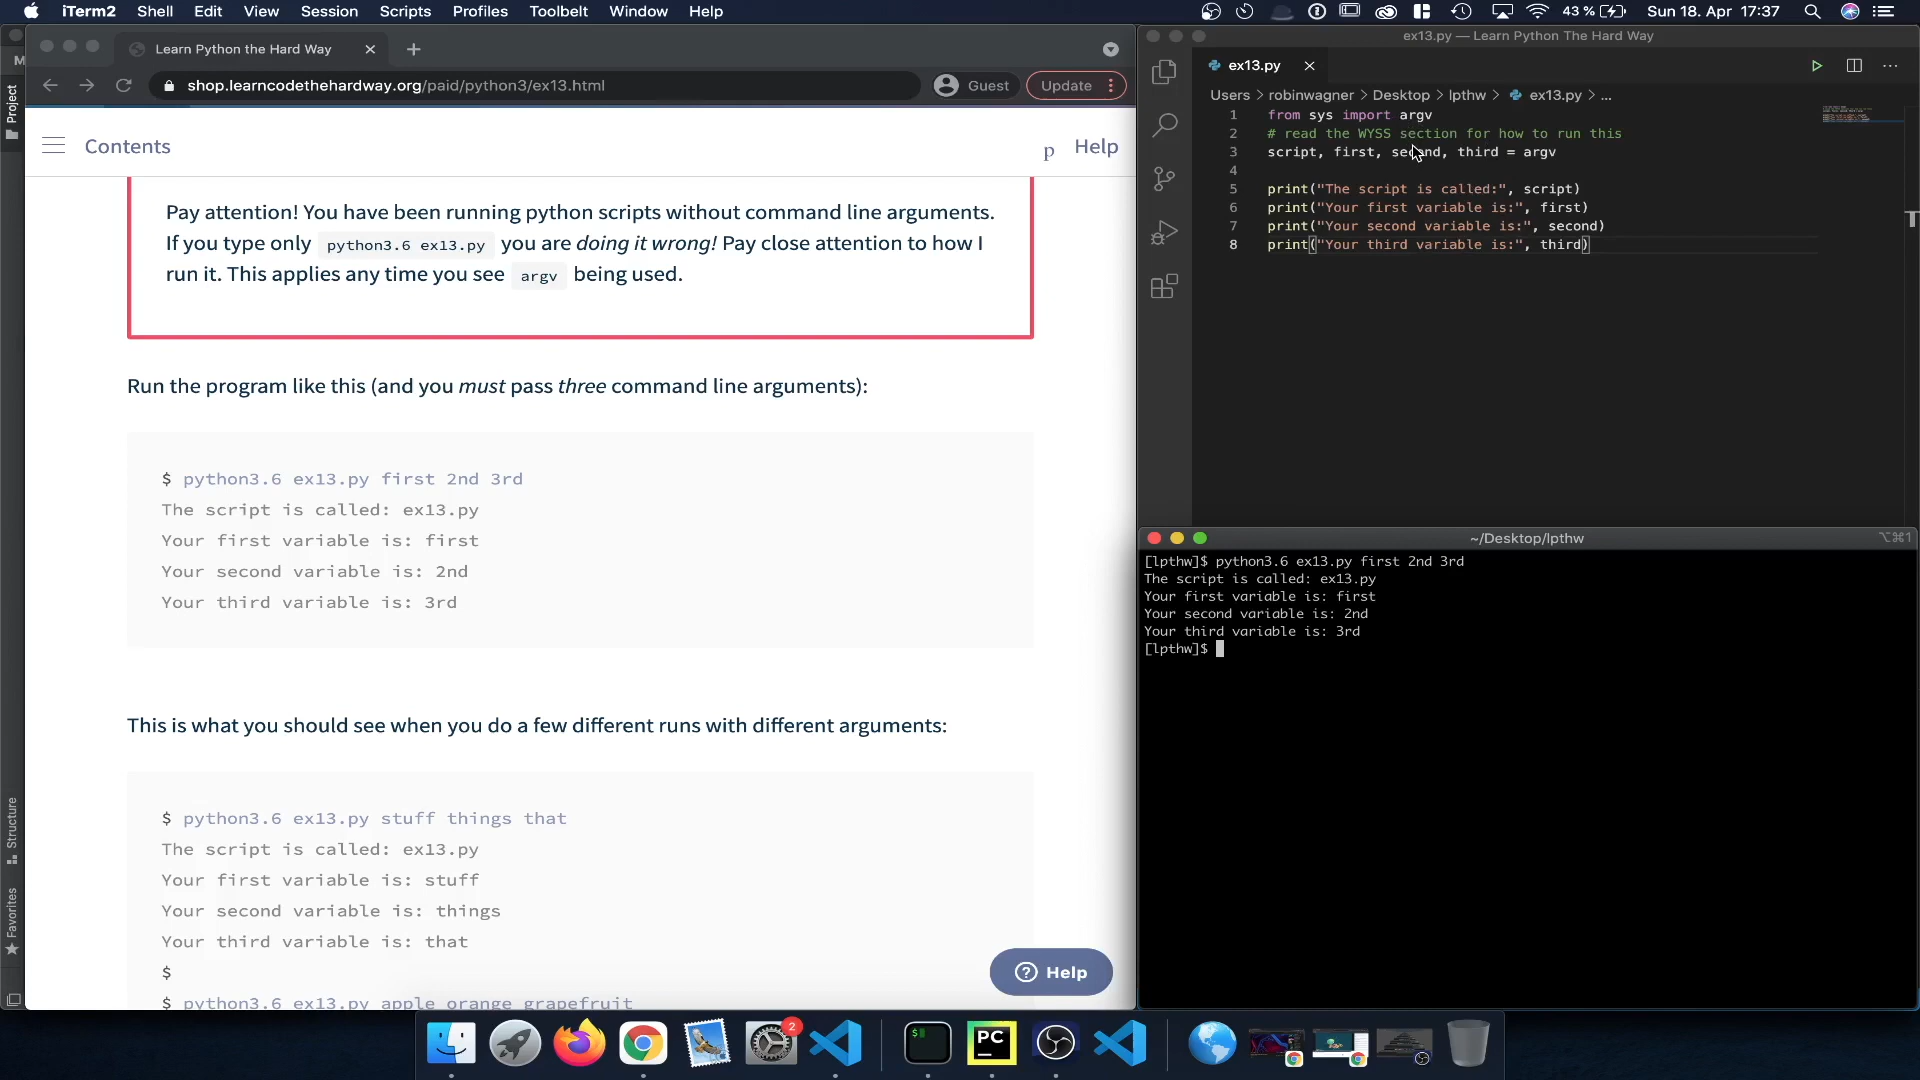 iTerm2 Shell Edit View Session Scripts Profiles Toolbelt Window Help
43 % Sun 18. Apr 17:37
M
Project
Structure
Favorites
Learn Python the Hard Way
shop.learncodethehardway.org/paid/python3/ex13.html
Guest
Update
Contents
p Help
Pay attention! You have been running python scripts without command line arguments.
If you type only python3.6 ex13.py you are doing it wrong! Pay close attention to how I
run it. This applies any time you see argv being used.
Run the program like this (and you must pass three command line arguments):
$ python3.6 ex13.py first 2nd 3rd
The script is called: ex13.py
Your first variable is: first
Your second variable is: 2nd
Your third variable is: 3rd
This is what you should see when you do a few different runs with different arguments:
$ python3.6 ex13.py stuff things that
The script is called: ex13.py
Your first variable is: stuff
Your second variable is: things
Your third variable is: that
$
$ python3.6 ex13.py apple orange grapefruit
Help
ex13.py — Learn Python The Hard Way
ex13.py
Users > robinwagner > Desktop > lpthw > ex13.py > ...
1 from sys import argv
2 # read the WYSS section for how to run this
3 script, first, second, third = argv
4
5 print("The script is called:", script)
6 print("Your first variable is:", first)
7 print("Your second variable is:", second)
8 print("Your third variable is:", third)
~/Desktop/lpthw
⌥⌘1
[lpthw]$ python3.6 ex13.py first 2nd 3rd
The script is called: ex13.py
Your first variable is: first
Your second variable is: 2nd
Your third variable is: 3rd
[lpthw]$
2
$
PC